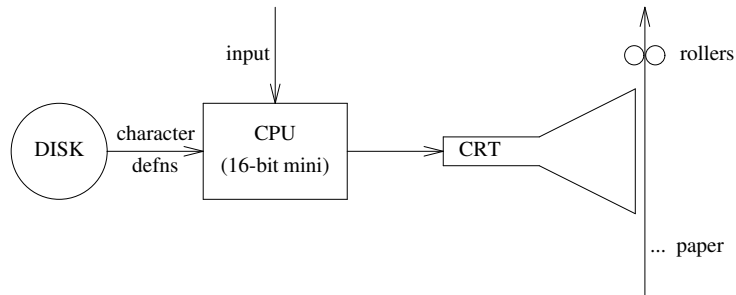 input
rollers
DISK
character
defns
CPU
(16-bit mini)
CRT
... paper